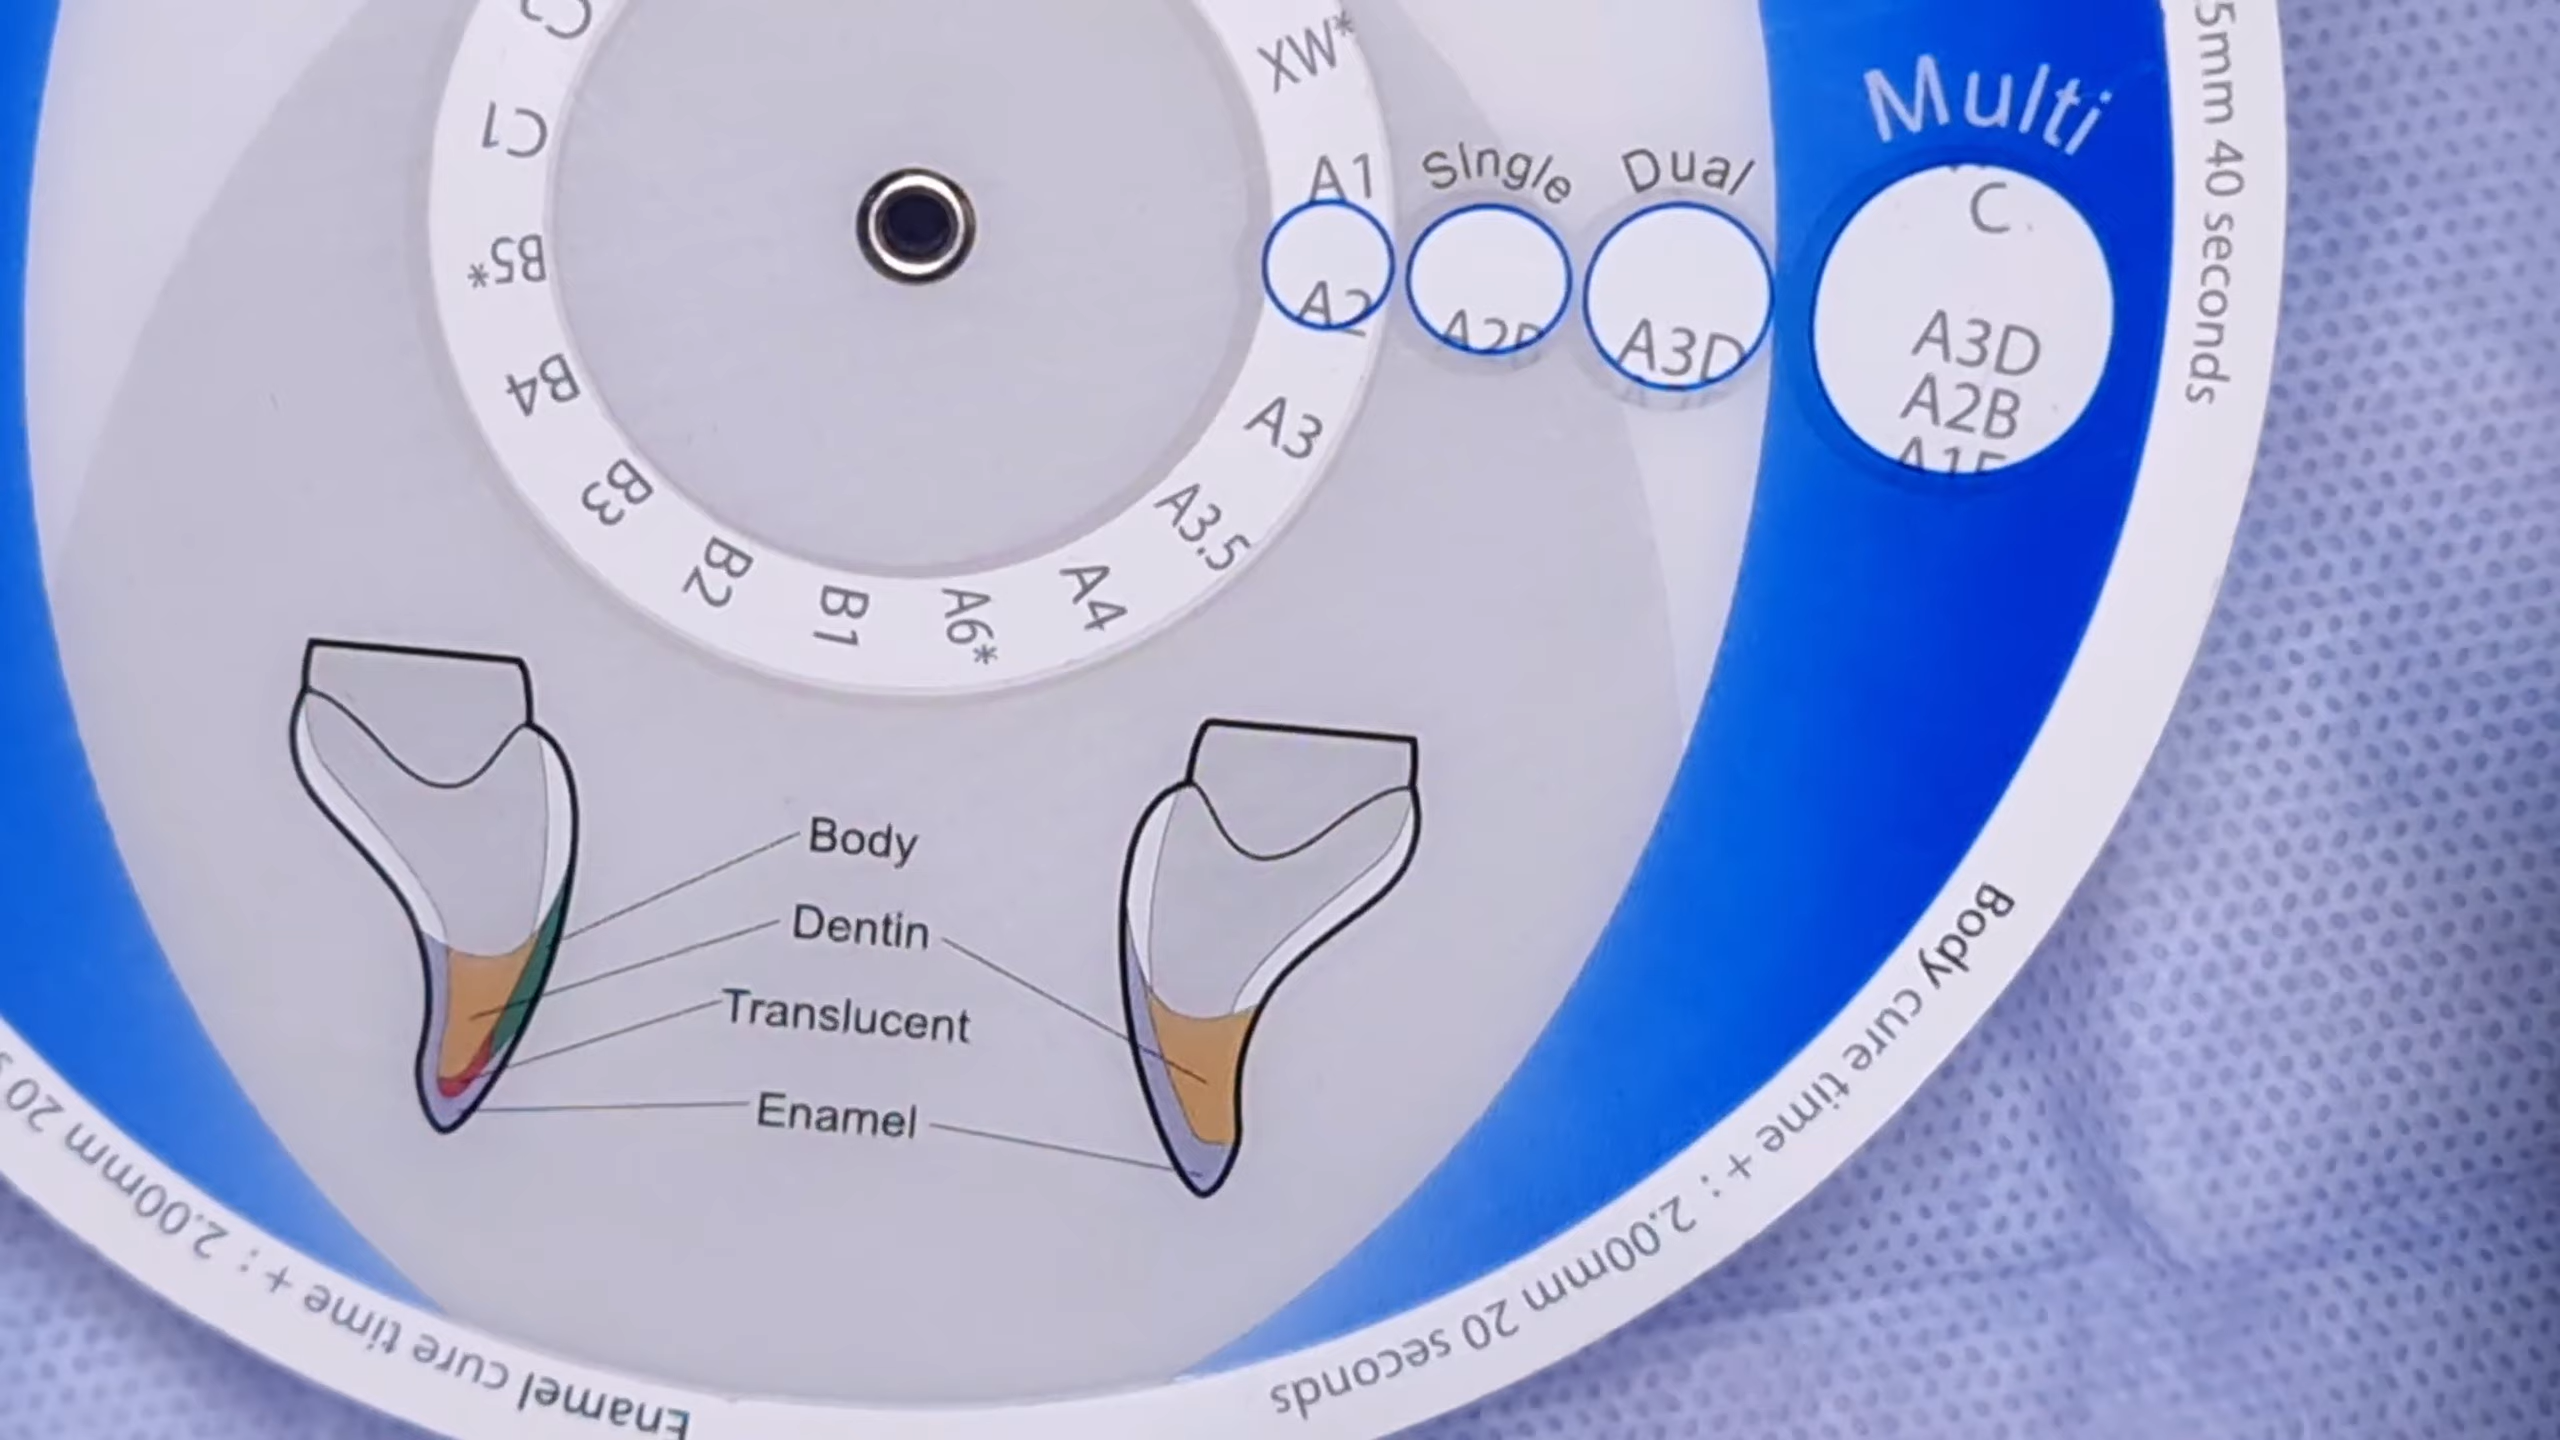 XW*
A1
A2
A3
A3.5
A4
A6*
B1
B2
B3
B4
B5*
C1
Single
Dual
A3D
Multi
C
A3D
A2B
Body
Dentin
Translucent
Enamel
5mm 40 seconds
Body cure time + : 2.00mm 20 seconds
Enamel cure time + : 2.00mm 20